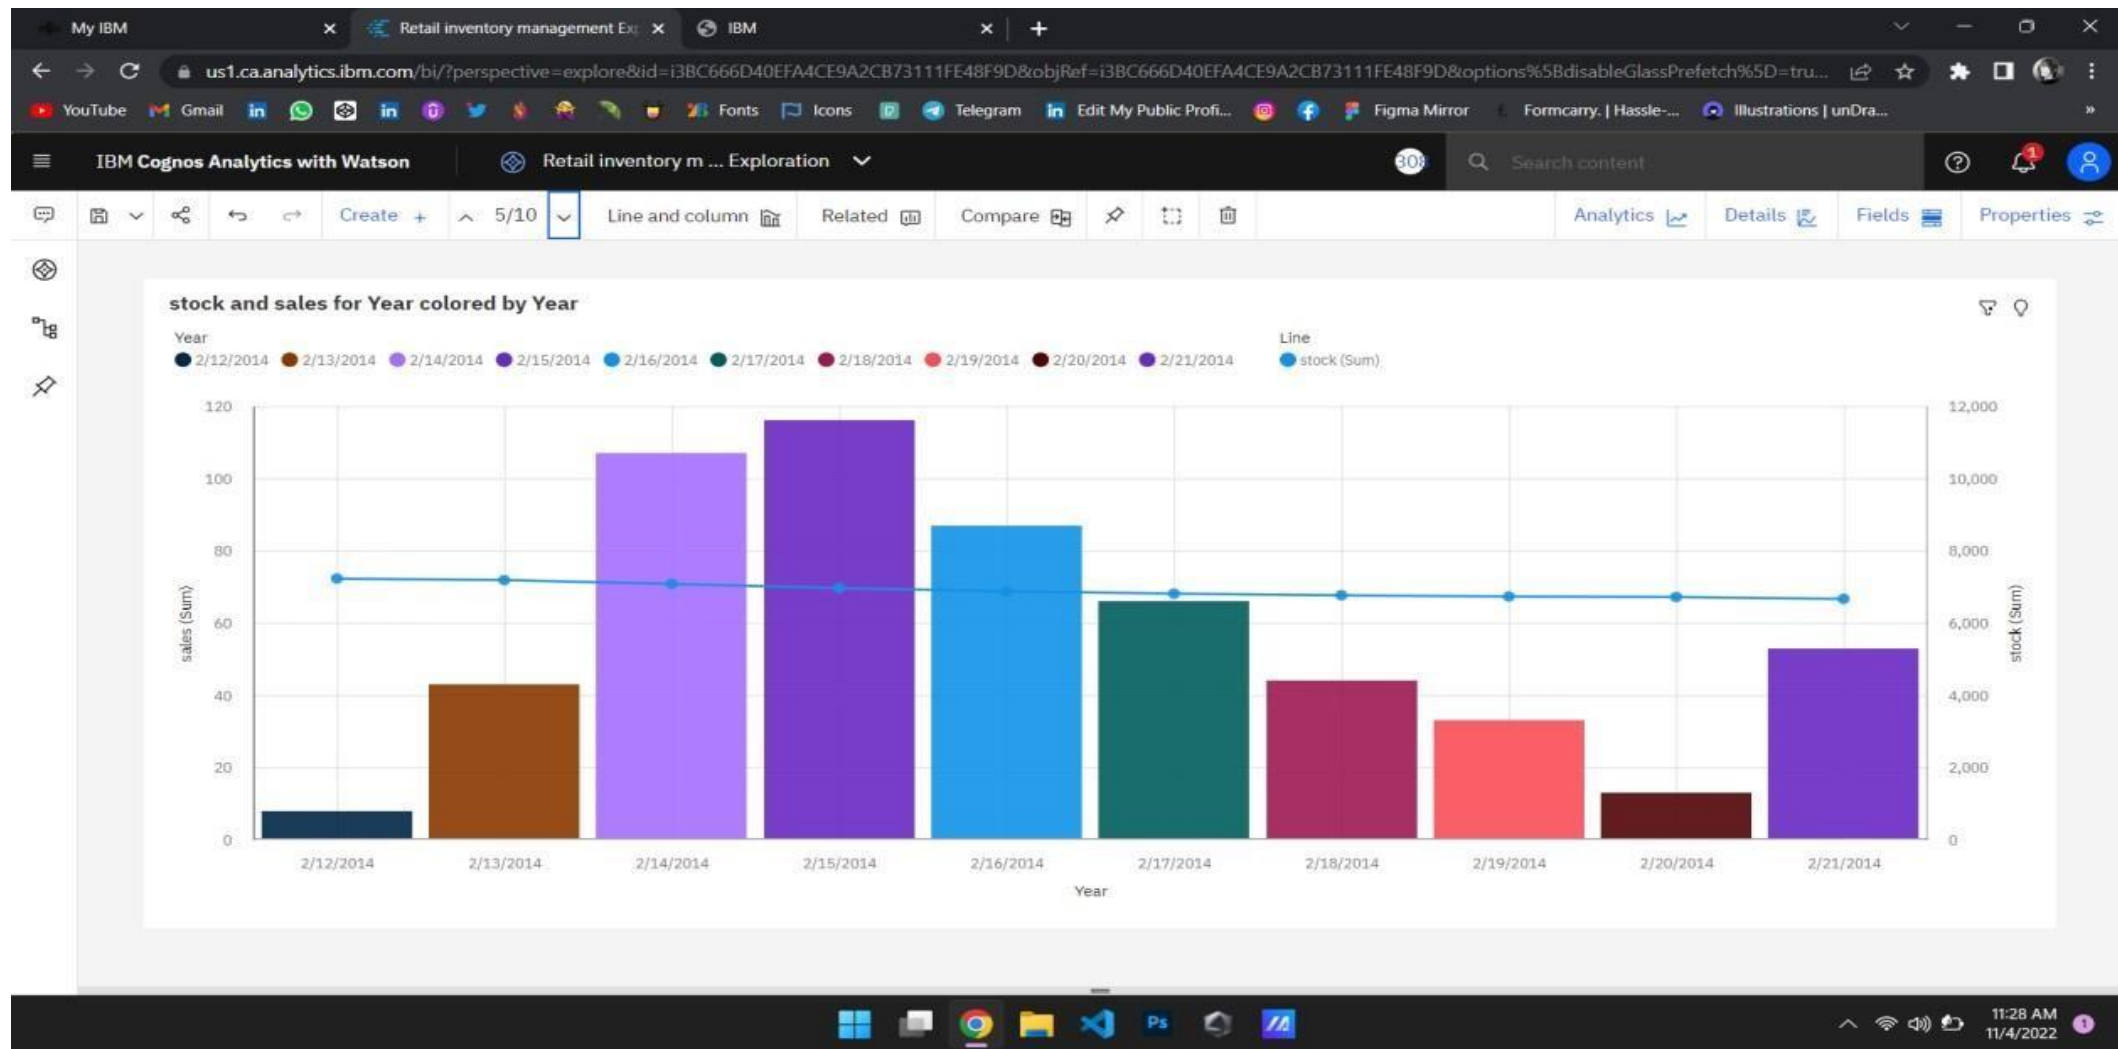 My IBM
Retail inventory management Ex
IBM
us1.ca.analytics.ibm.com/bi/?perspective=explore&id=i3BC666D40EFA4CE9A2CB73111FE48F9D&objRef=i3BC666D40EFA4CE9A2CB73111FE48F9D&options%5BdisableGlassPrefetch%5D=tru...
YouTube Gmail Fonts Icons Telegram Edit My Public Profi... Figma Mirror Formcarry. | Hassle-... Illustrations | unDra... »
IBM Cognos Analytics with Watson Retail inventory m ... Exploration 308 Search content 1
Create + 5/10 Line and column Related Compare Analytics Details Fields Properties
stock and sales for Year colored by Year
Year Line
2/12/2014 2/13/2014 2/14/2014 2/15/2014 2/16/2014 2/17/2014 2/18/2014 2/19/2014 2/20/2014 2/21/2014 stock (Sum)
120 12,000
100 10,000
80 8,000
60 6,000
40 4,000
20 2,000
0 0
sales (Sum)
stock (Sum)
2/12/2014 2/13/2014 2/14/2014 2/15/2014 2/16/2014 2/17/2014 2/18/2014 2/19/2014 2/20/2014 2/21/2014
Year
Ps
11:28 AM
11/4/2022
1